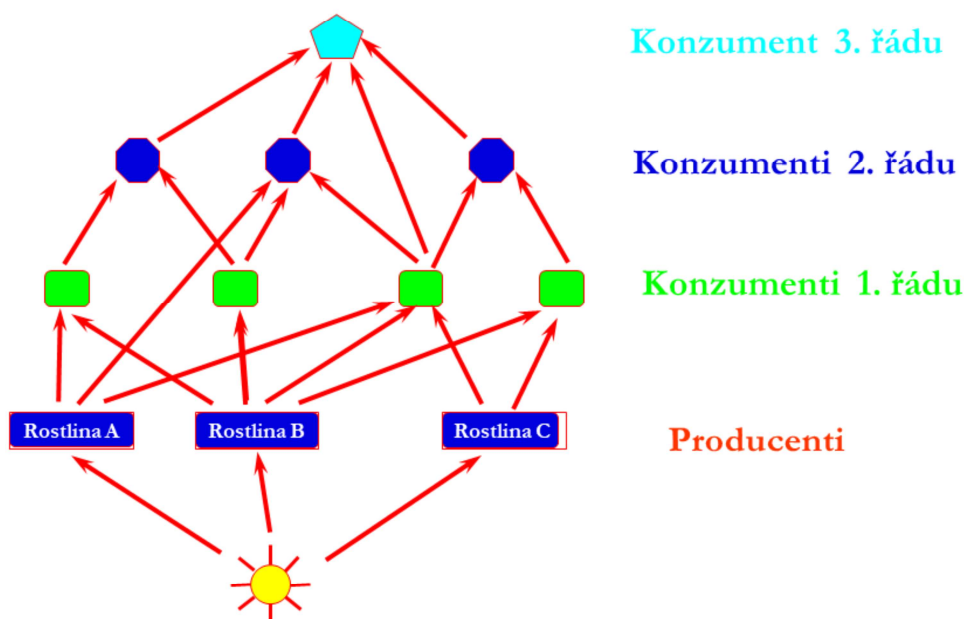 Konzument 3. řádu
Konzumenti 2. řádu
Konzumenti 1. řádu
Rostlina A
Rostlina B
Rostlina C
Producenti